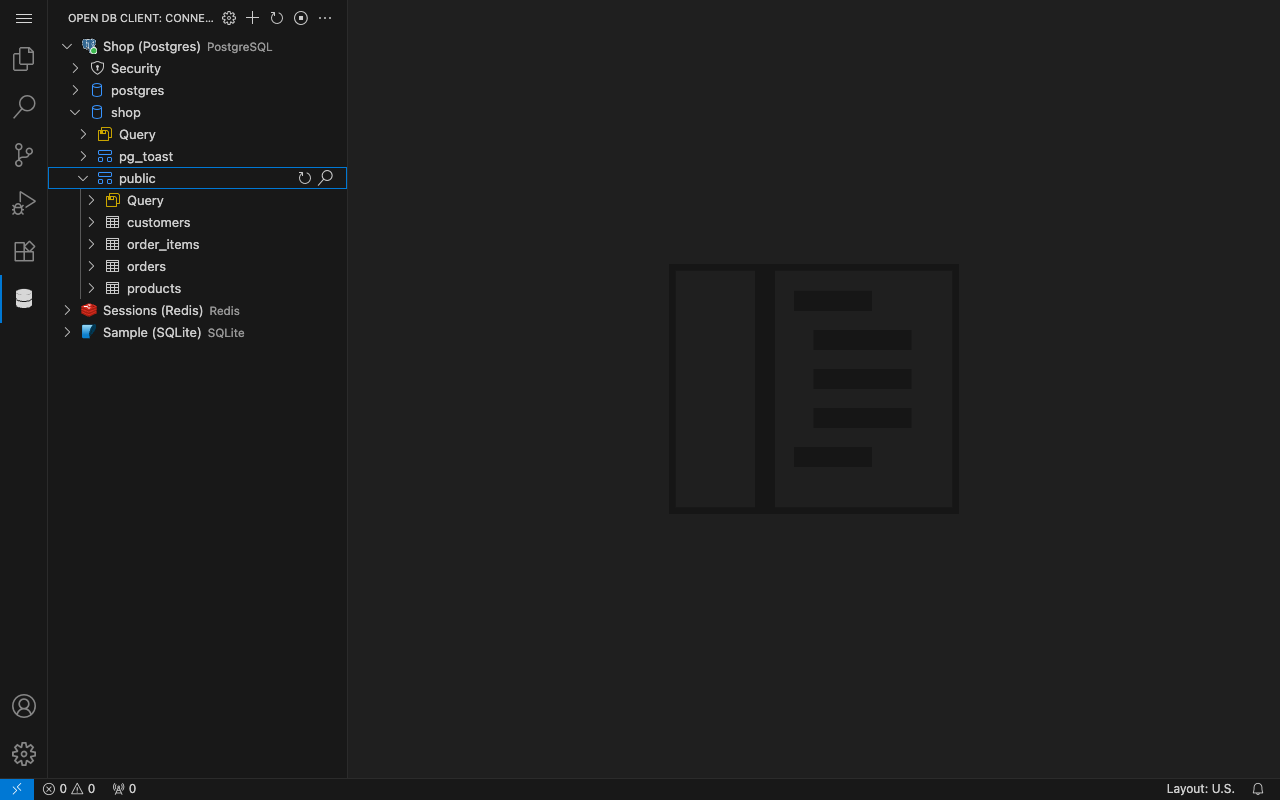 OPEN DB CLIENT: CONNE...
Shop (Postgres) PostgreSQL
Security
postgres
shop
Query
pg_toast
public
Query
customers
order_items
orders
products
Sessions (Redis) Redis
Sample (SQLite) SQLite
0 0 0 Layout: U.S.